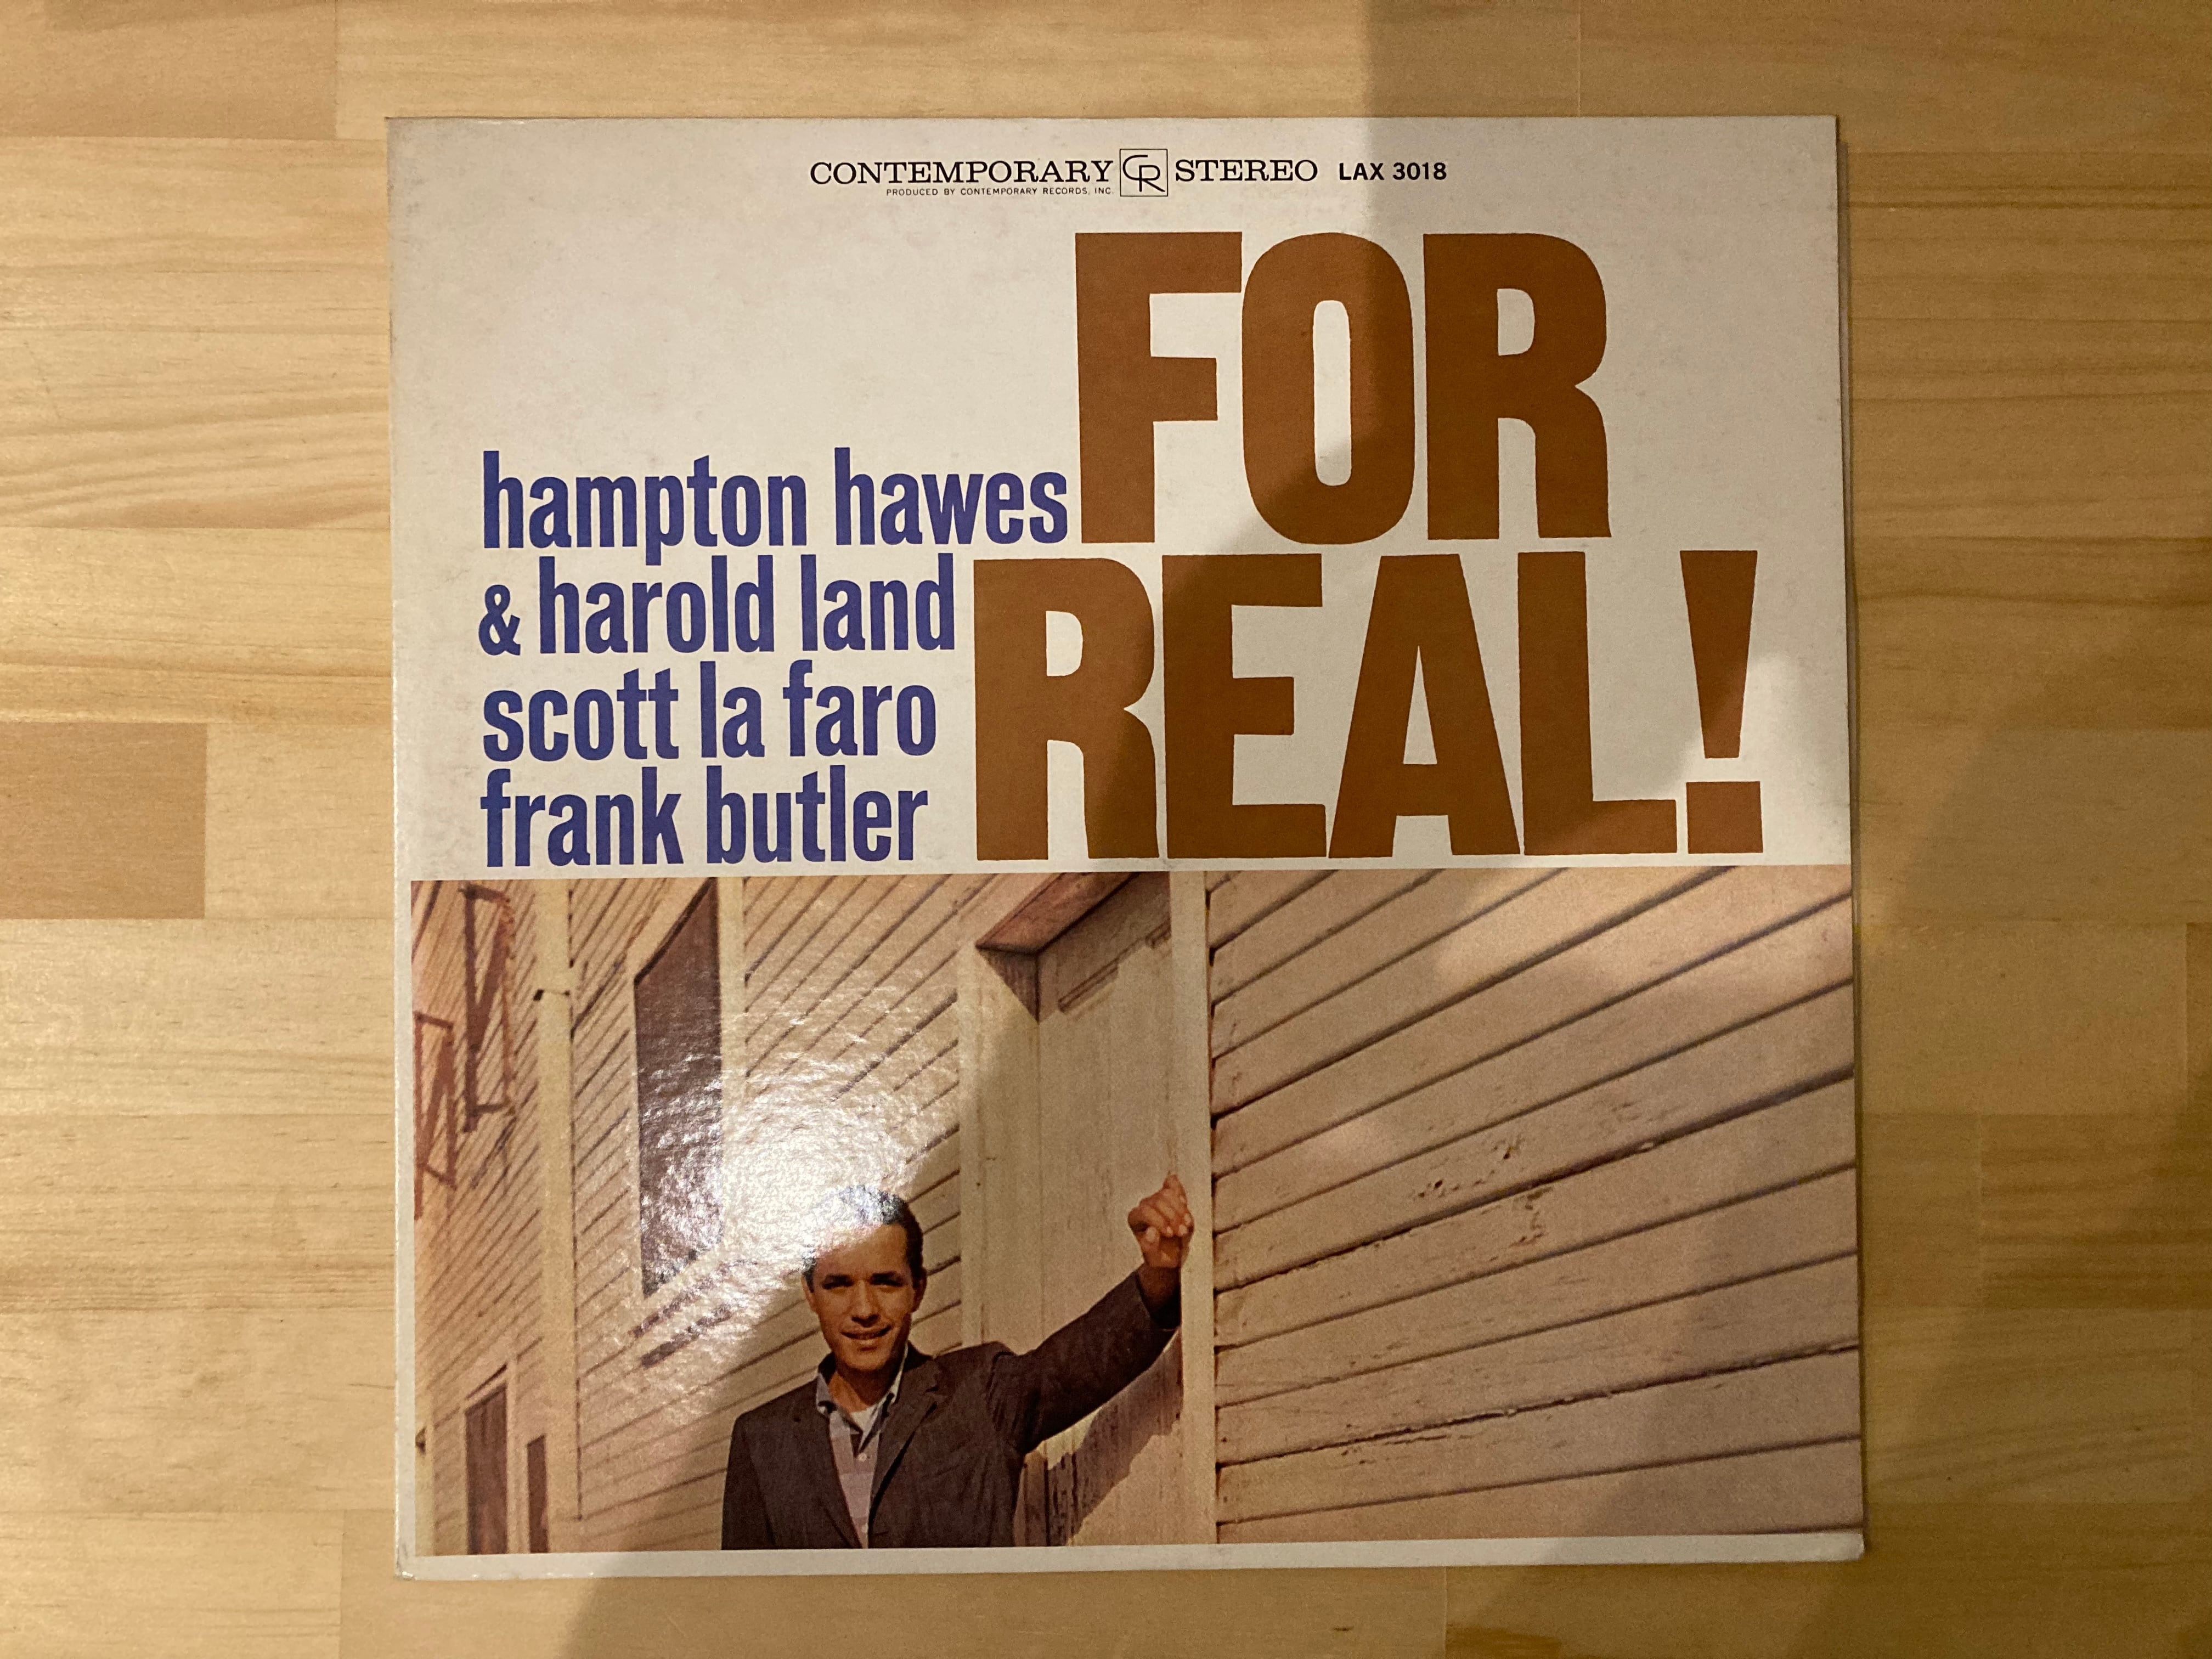 CONTEMPORARY CR STEREO LAX 3018
PRODUCED BY CONTEMPORARY RECORDS, INC.
FOR
REAL!
hampton hawes
& harold land
scott la faro
frank butler